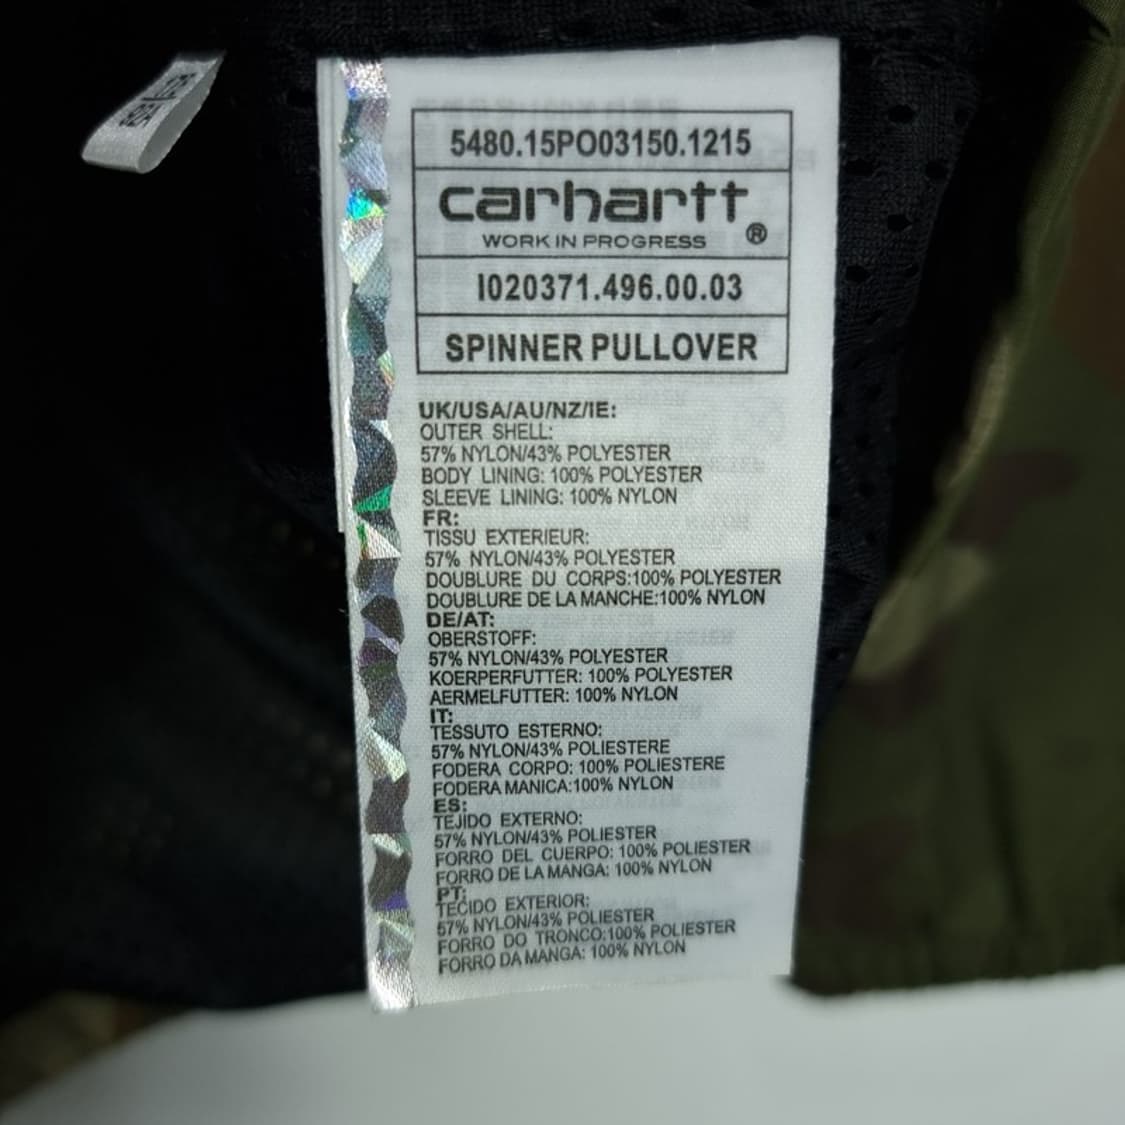 5480.15PO03150.1215
carhartt
WORK IN PROGRESS ®
I020371.496.00.03
SPINNER PULLOVER
UK/USA/AU/NZ/IE:
OUTER SHELL:
57% NYLON/43% POLYESTER
BODY LINING: 100% POLYESTER
SLEEVE LINING: 100% NYLON
FR:
TISSU EXTERIEUR:
57% NYLON/43% POLYESTER
DOUBLURE DU CORPS:100% POLYESTER
DOUBLURE DE LA MANCHE:100% NYLON
DE/AT:
OBERSTOFF:
57% NYLON/43% POLYESTER
KOERPERFUTTER: 100% POLYESTER
AERMELFUTTER: 100% NYLON
IT:
TESSUTO ESTERNO:
57% NYLON/43% POLIESTERE
FODERA CORPO: 100% POLIESTERE
FODERA MANICA:100% NYLON
ES:
TEJIDO EXTERNO:
57% NYLON/43% POLIESTER
FORRO DEL CUERPO: 100% POLIESTER
FORRO DE LA MANGA: 100% NYLON
PT:
TECIDO EXTERIOR:
57% NYLON/43% POLIESTER
FORRO DO TRONCO:100% POLIESTER
FORRO DA MANGA: 100% NYLON